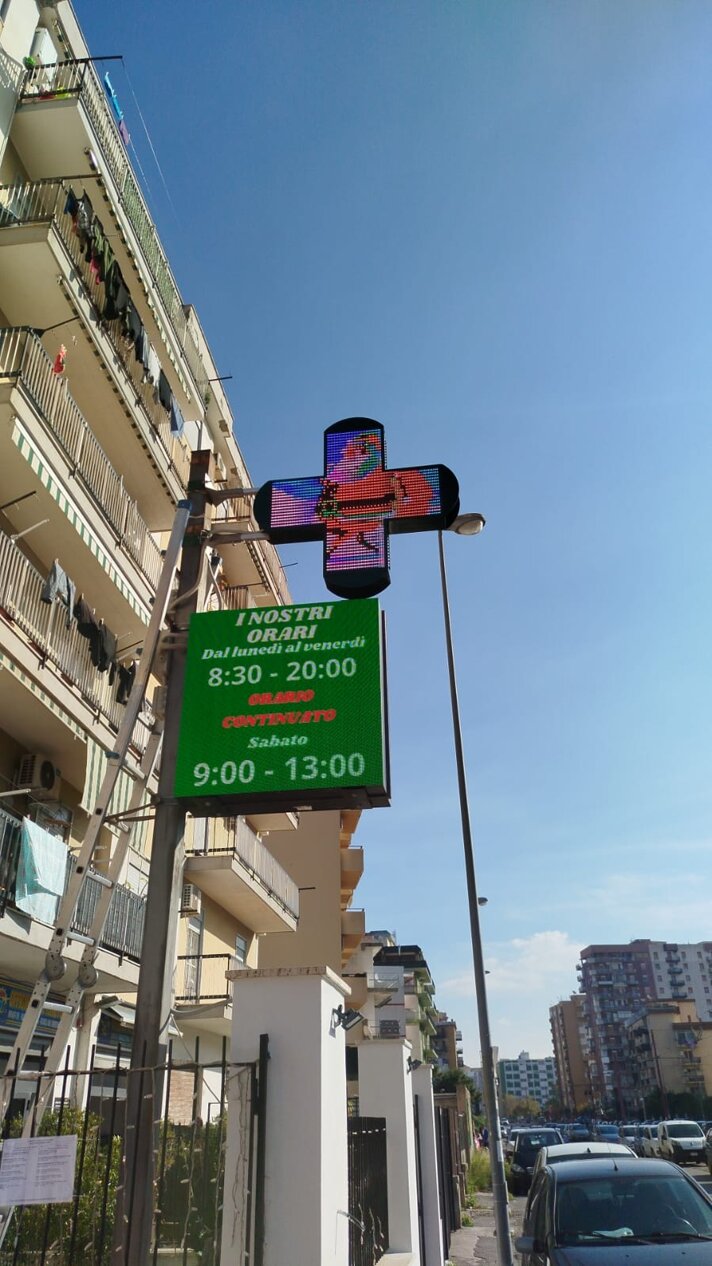 I NOSTRI
ORARI
Dal lunedì al venerdì
8:30 - 20:00
ORARIO
CONTINUATO
Sabato
9:00 - 13:00